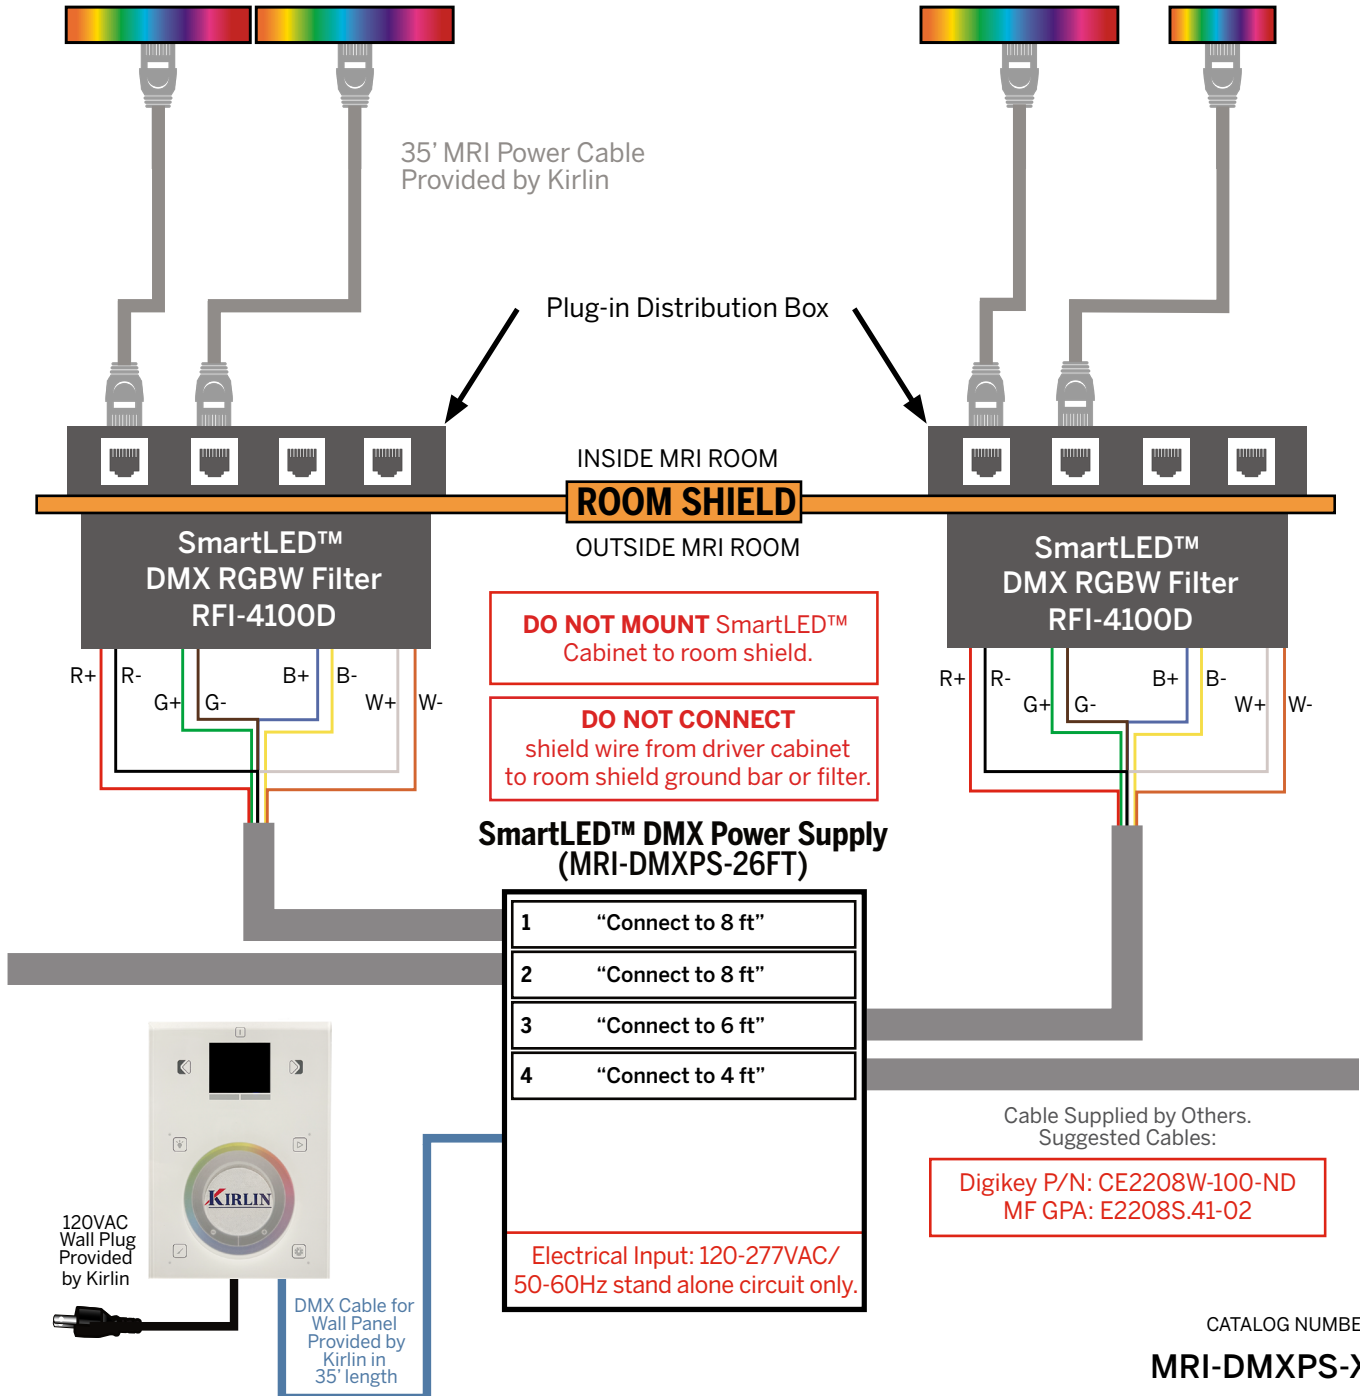 35' MRI Power Cable
Provided by Kirlin
Plug-in Distribution Box
INSIDE MRI ROOM
ROOM SHIELD
OUTSIDE MRI ROOM
SmartLED™
DMX RGBW Filter
RFI-4100D
SmartLED™
DMX RGBW Filter
RFI-4100D
DO NOT MOUNT SmartLED™
Cabinet to room shield.
R+ R- G+ G- B+ B- W+ W-
R+ R- G+ G- B+ B- W+ W-
DO NOT CONNECT
shield wire from driver cabinet
to room shield ground bar or filter.
SmartLED™ DMX Power Supply
(MRI-DMXPS-26FT)
1 “Connect to 8 ft”
2 “Connect to 8 ft”
3 “Connect to 6 ft”
4 “Connect to 4 ft”
Electrical Input: 120-277VAC/
50-60Hz stand alone circuit only.
Cable Supplied by Others.
Suggested Cables:
Digikey P/N: CE2208W-100-ND
MF GPA: E2208S.41-02
KIRLIN
120VAC
Wall Plug
Provided
by Kirlin
DMX Cable for
Wall Panel
Provided by
Kirlin in
35' length
CATALOG NUMBE
MRI-DMXPS-X